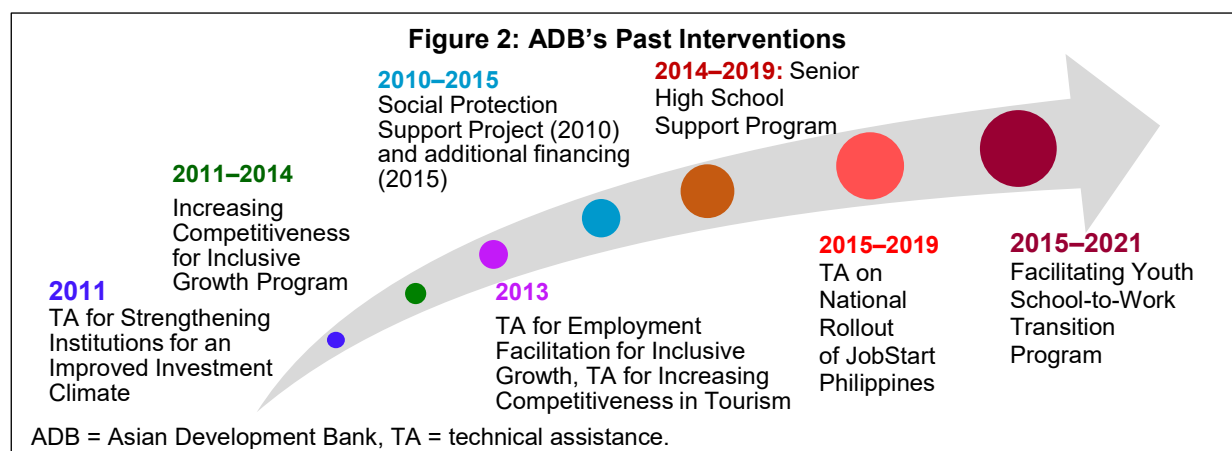 Figure 2: ADB’s Past Interventions
2010–2015
Social Protection
Support Project (2010)
and additional financing
(2015)
2014–2019: Senior
High School
Support Program
2011–2014
Increasing
Competitiveness
for Inclusive
Growth Program
2011
TA for Strengthening
Institutions for an
Improved Investment
Climate
2013
TA for Employment
Facilitation for Inclusive
Growth, TA for Increasing
Competitiveness in Tourism
2015–2019
TA on
National
Rollout
of JobStart
Philippines
2015–2021
Facilitating Youth
School-to-Work
Transition
Program
ADB = Asian Development Bank, TA = technical assistance.